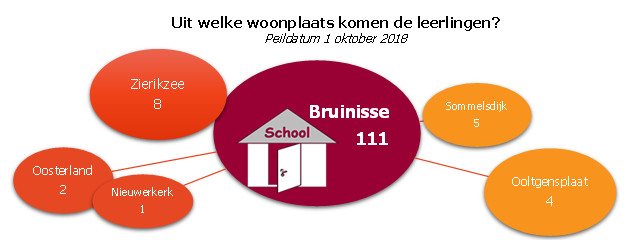 Uit welke woonplaats komen de leerlingen?
Peildatum 1 oktober 2018
Zierikzee
8
Bruinisse
111
School
Sommelsdijk
5
Oosterland
2
Nieuwerkerk
1
Ooltgensplaat
4